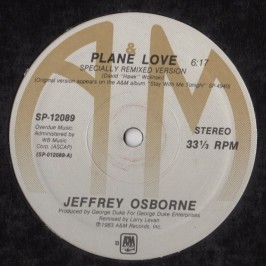 PLANE LOVE 6:17
SPECIALLY REMIXED VERSION
(David "Hawk" Wolinski)
(Original version appears on the A&M album "Stay With Me Tonight" SP-4940)
SP-12089
Overdue Music
Administered by
WB Music
Corp. (ASCAP)
(SP-012089-A)
STEREO
33⅓ RPM
JEFFREY OSBORNE
Produced by George Duke For George Duke Enterprises
Remixed by Larry Levan
℗1983 A&M Records, Inc.
A&M